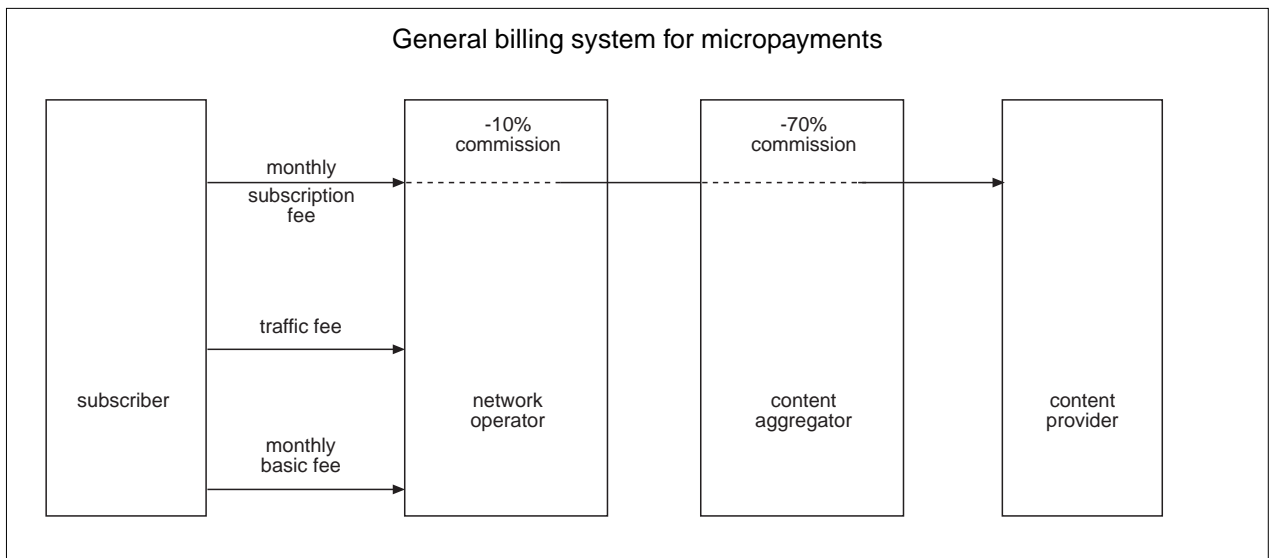 General billing system for micropayments
-10%
commission
-70%
commission
monthly
subscription
fee
traffic fee
subscriber
network
operator
content
aggregator
content
provider
monthly
basic fee